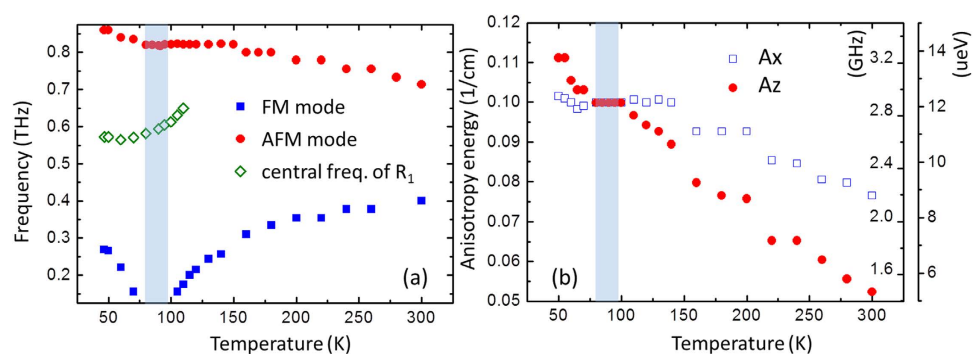 Frequency (THz)
0.8
0.7
0.6
0.5
0.4
0.3
0.2
FM mode
AFM mode
central freq. of R1
(a)
50 100 150 200 250 300
Temperature (K)
Anisotropy energy (1/cm)
0.12
0.11
0.10
0.09
0.08
0.07
0.06
0.05
Ax
Az
(b)
50 100 150 200 250 300
Temperature (K)
(GHz)
3.2
2.8
2.4
2.0
1.6
(ueV)
14
12
10
8
6